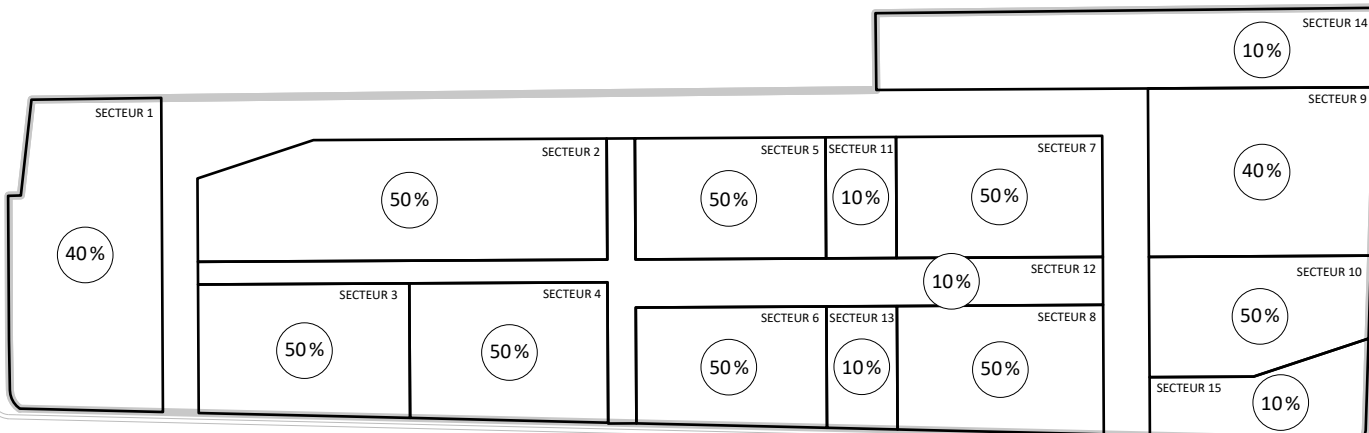 SECTEUR 14
10%
SECTEUR 1
40%
SECTEUR 2
50%
SECTEUR 5
50%
SECTEUR 11
10%
SECTEUR 7
50%
SECTEUR 9
40%
SECTEUR 12
10%
SECTEUR 3
50%
SECTEUR 4
50%
SECTEUR 6
50%
SECTEUR 13
10%
SECTEUR 8
50%
SECTEUR 10
50%
SECTEUR 15
10%